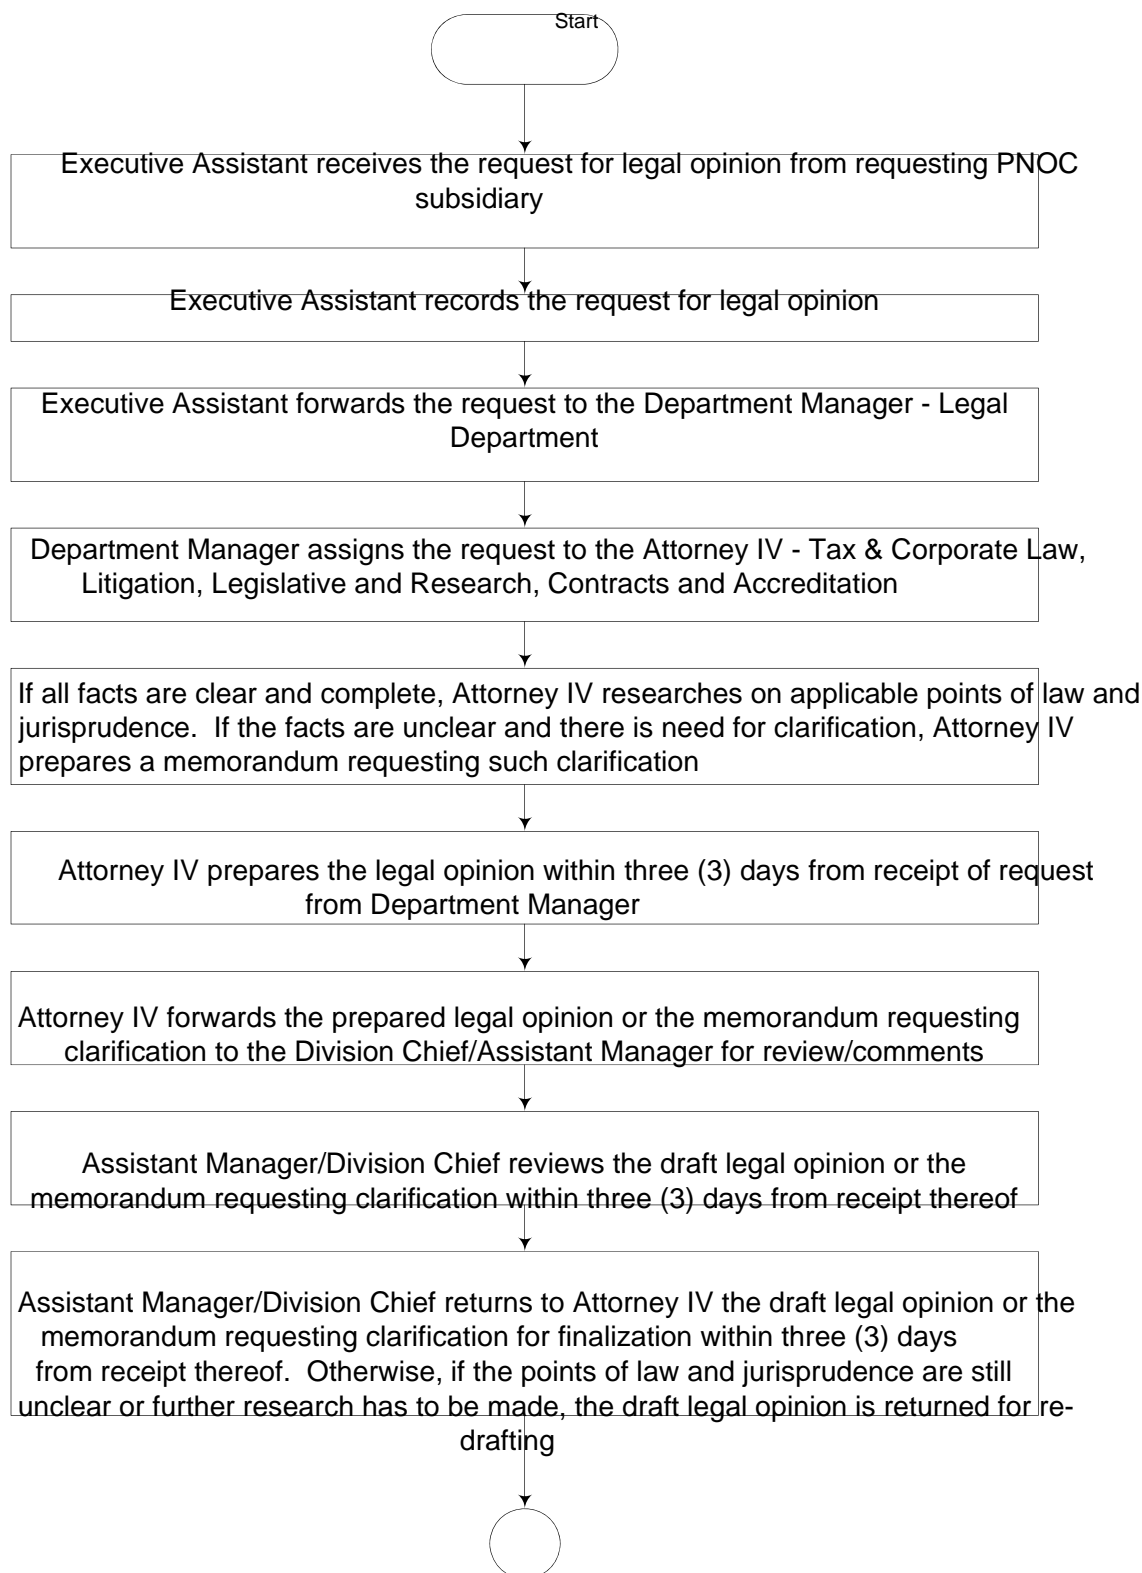 Start
Executive Assistant receives the request for legal opinion from requesting PNOC
subsidiary
Executive Assistant records the request for legal opinion
Executive Assistant forwards the request to the Department Manager - Legal
Department
Department Manager assigns the request to the Attorney IV - Tax & Corporate Law,
Litigation, Legislative and Research, Contracts and Accreditation
If all facts are clear and complete, Attorney IV researches on applicable points of law and
jurisprudence.  If the facts are unclear and there is need for clarification, Attorney IV
prepares a memorandum requesting such clarification
Attorney IV prepares the legal opinion within three (3) days from receipt of request
from Department Manager
Attorney IV forwards the prepared legal opinion or the memorandum requesting
clarification to the Division Chief/Assistant Manager for review/comments
Assistant Manager/Division Chief reviews the draft legal opinion or the
memorandum requesting clarification within three (3) days from receipt thereof
Assistant Manager/Division Chief returns to Attorney IV the draft legal opinion or the
memorandum requesting clarification for finalization within three (3) days
from receipt thereof.  Otherwise, if the points of law and jurisprudence are still
unclear or further research has to be made, the draft legal opinion is returned for re-
drafting